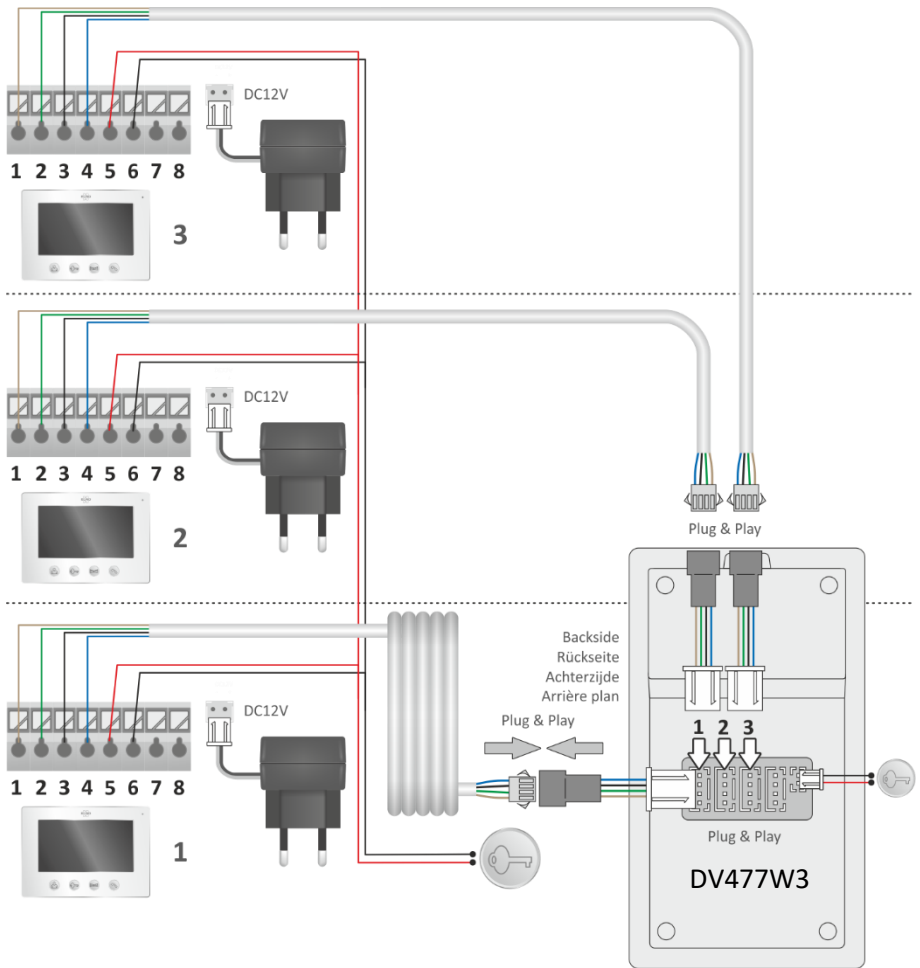 DC12V
1 2 3 4 5 6 7 8
3
DC12V
1 2 3 4 5 6 7 8
2
Plug & Play
Backside
Rückseite
Achterzijde
Arrière plan
Plug & Play
DC12V
1 2 3 4 5 6 7 8
1
1 2 3
Plug & Play
DV477W3